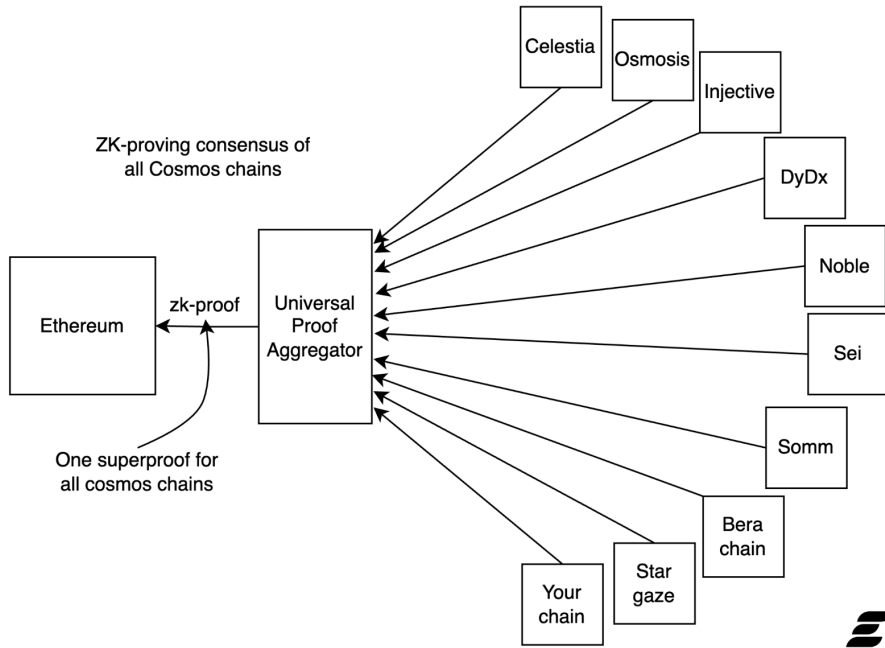 Celestia
Osmosis
Injective
ZK-proving consensus of
all Cosmos chains
DyDx
Noble
zk-proof
Universal
Proof
Aggregator
Ethereum
Sei
Somm
One superproof for
all cosmos chains
Bera
chain
Star
gaze
Your
chain